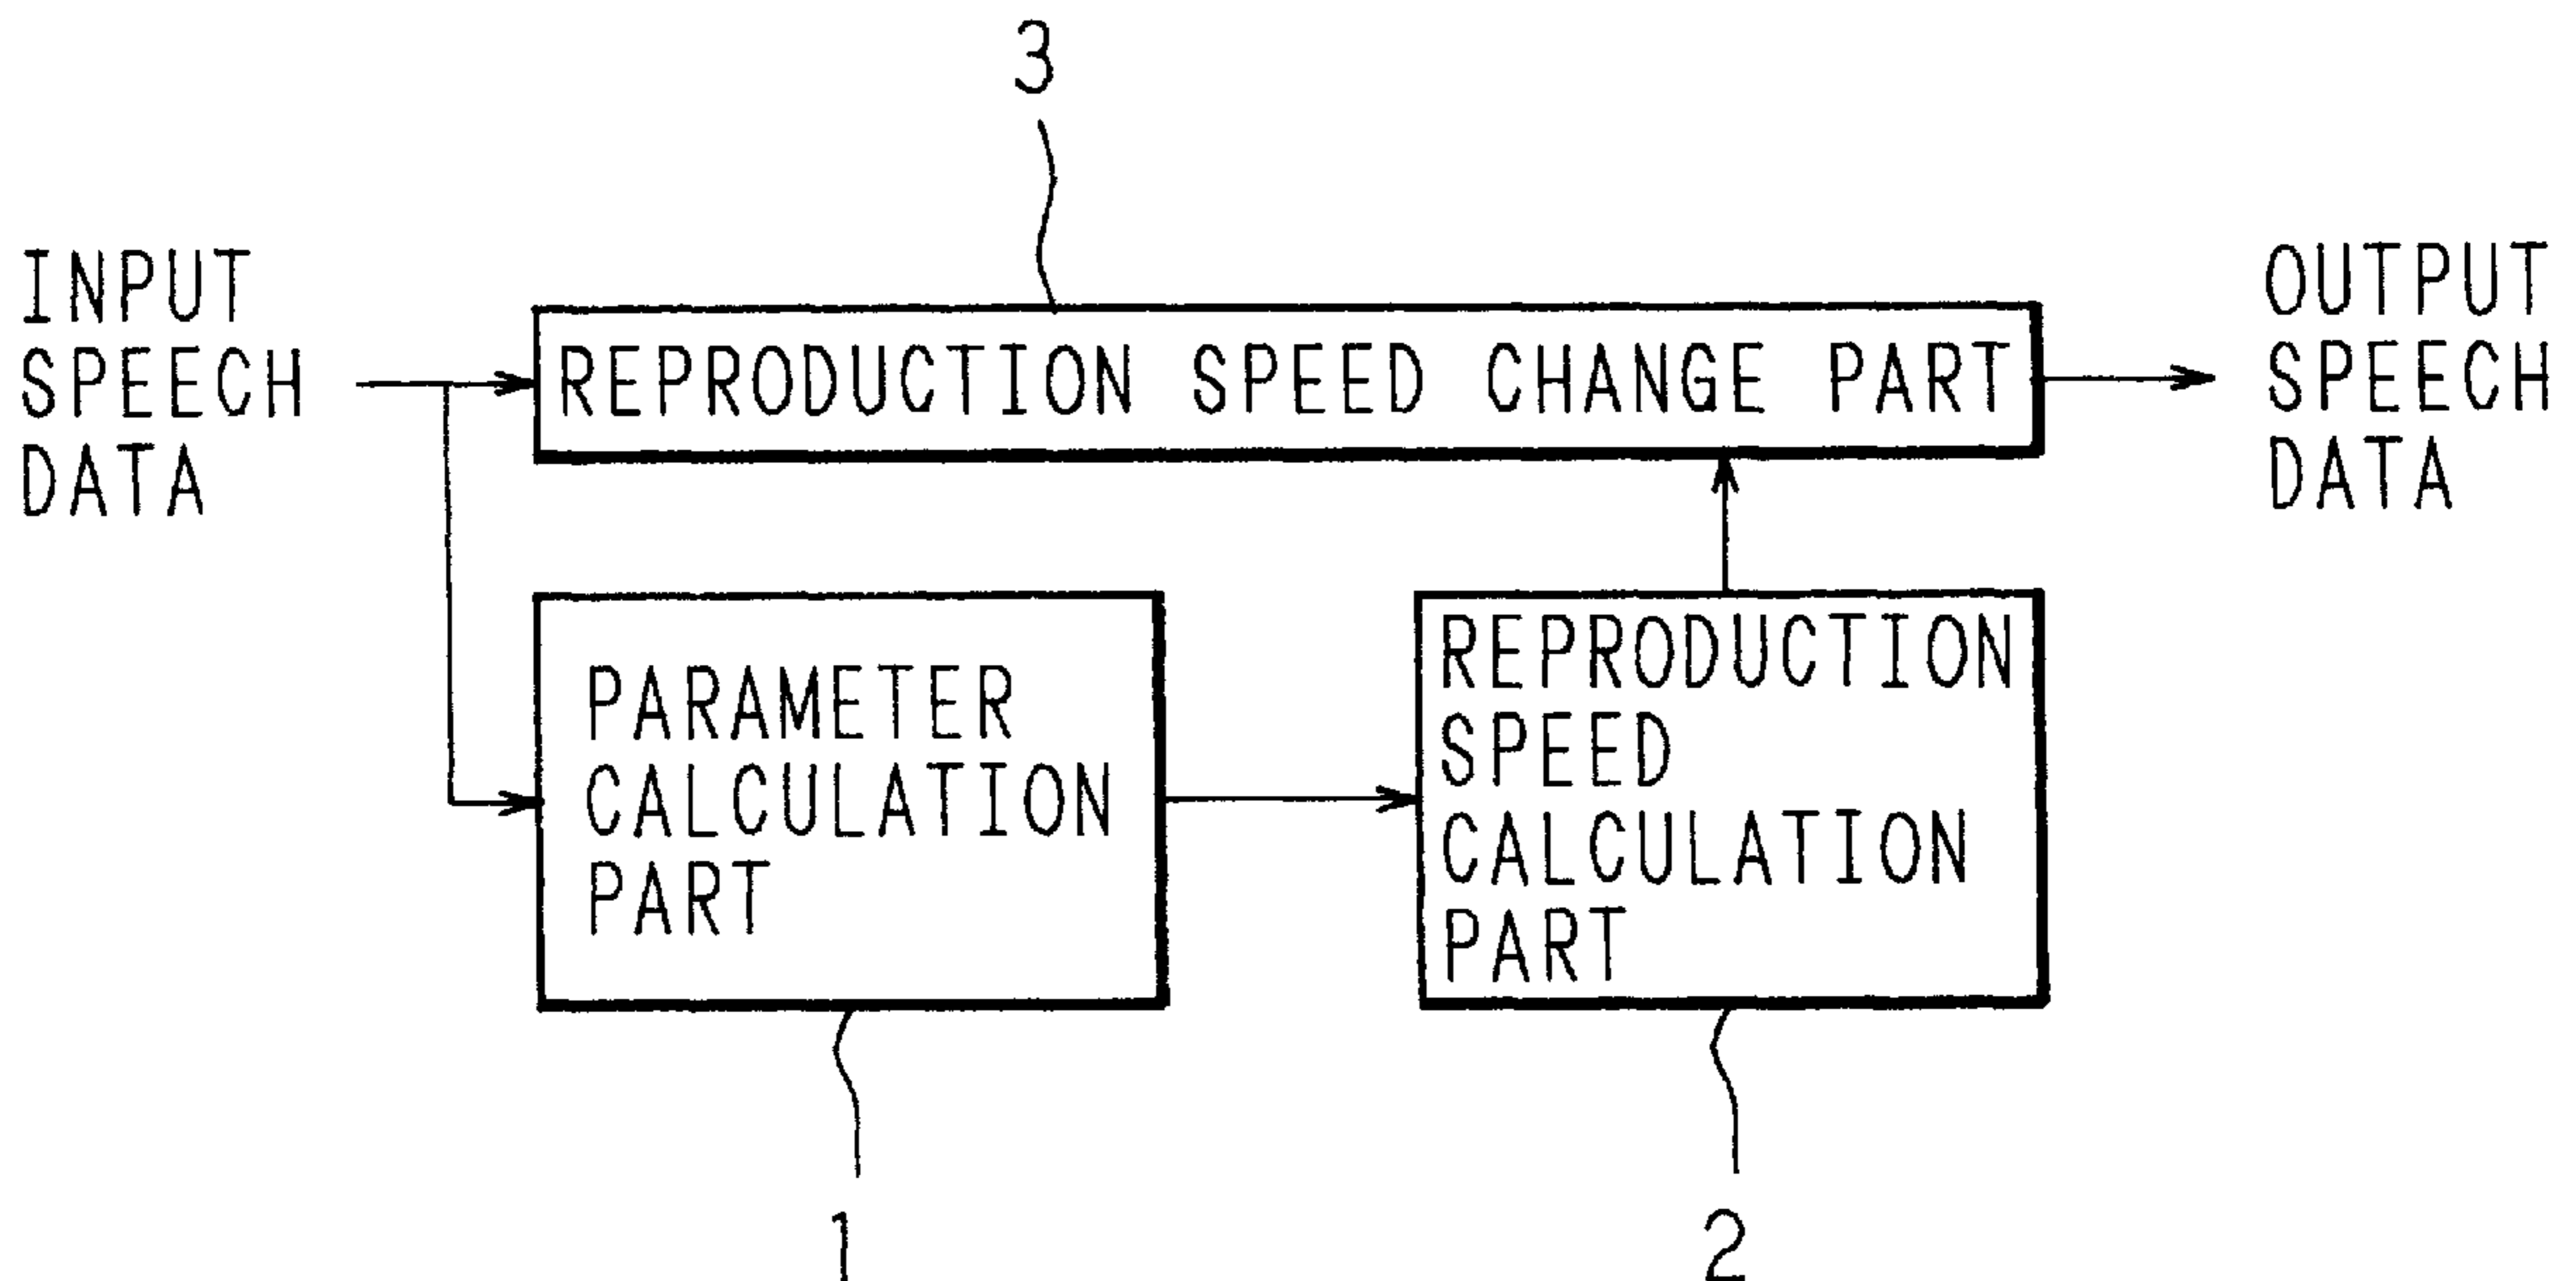 3
INPUT
SPEECH
DATA
REPRODUCTION SPEED CHANGE PART
OUTPUT
SPEECH
DATA
PARAMETER
CALCULATION
PART
REPRODUCTION
SPEED
CALCULATION
PART
1
2